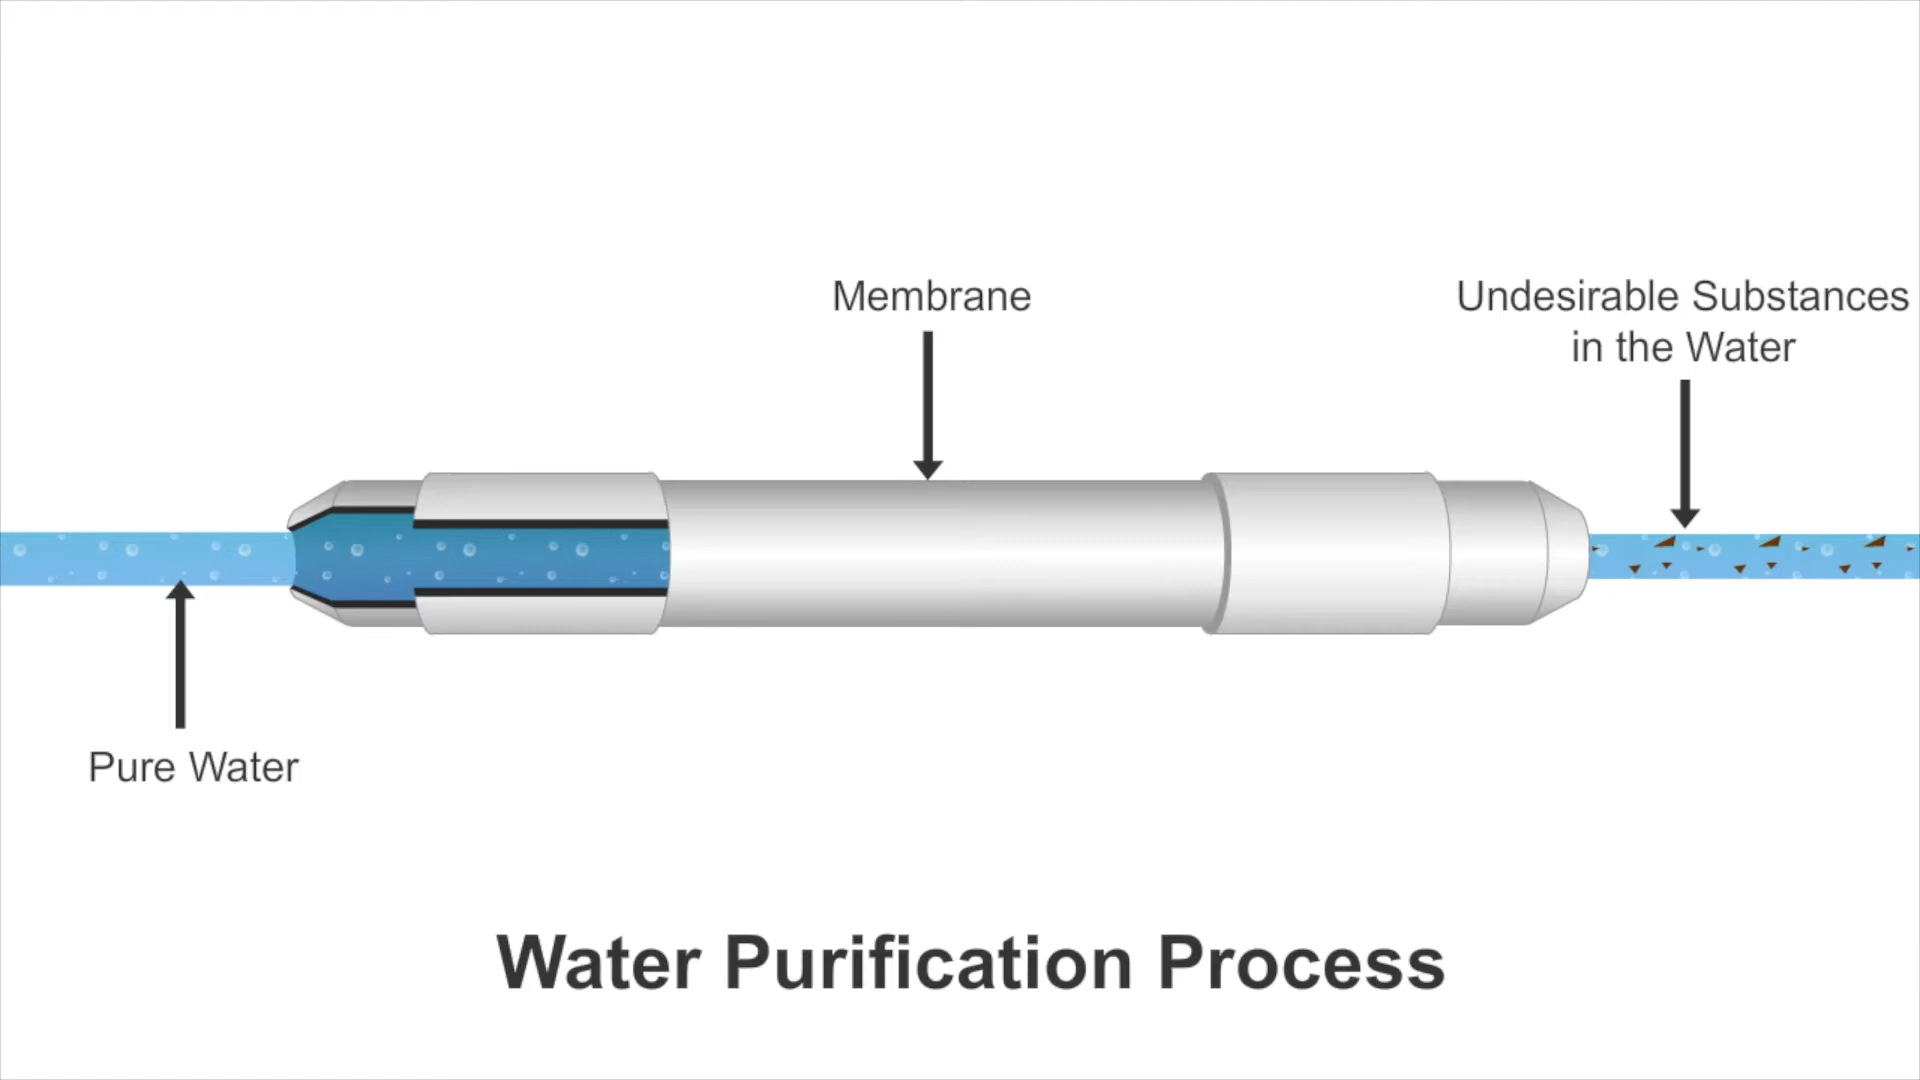 Membrane
Undesirable Substances
in the Water
Pure Water
Water Purification Process